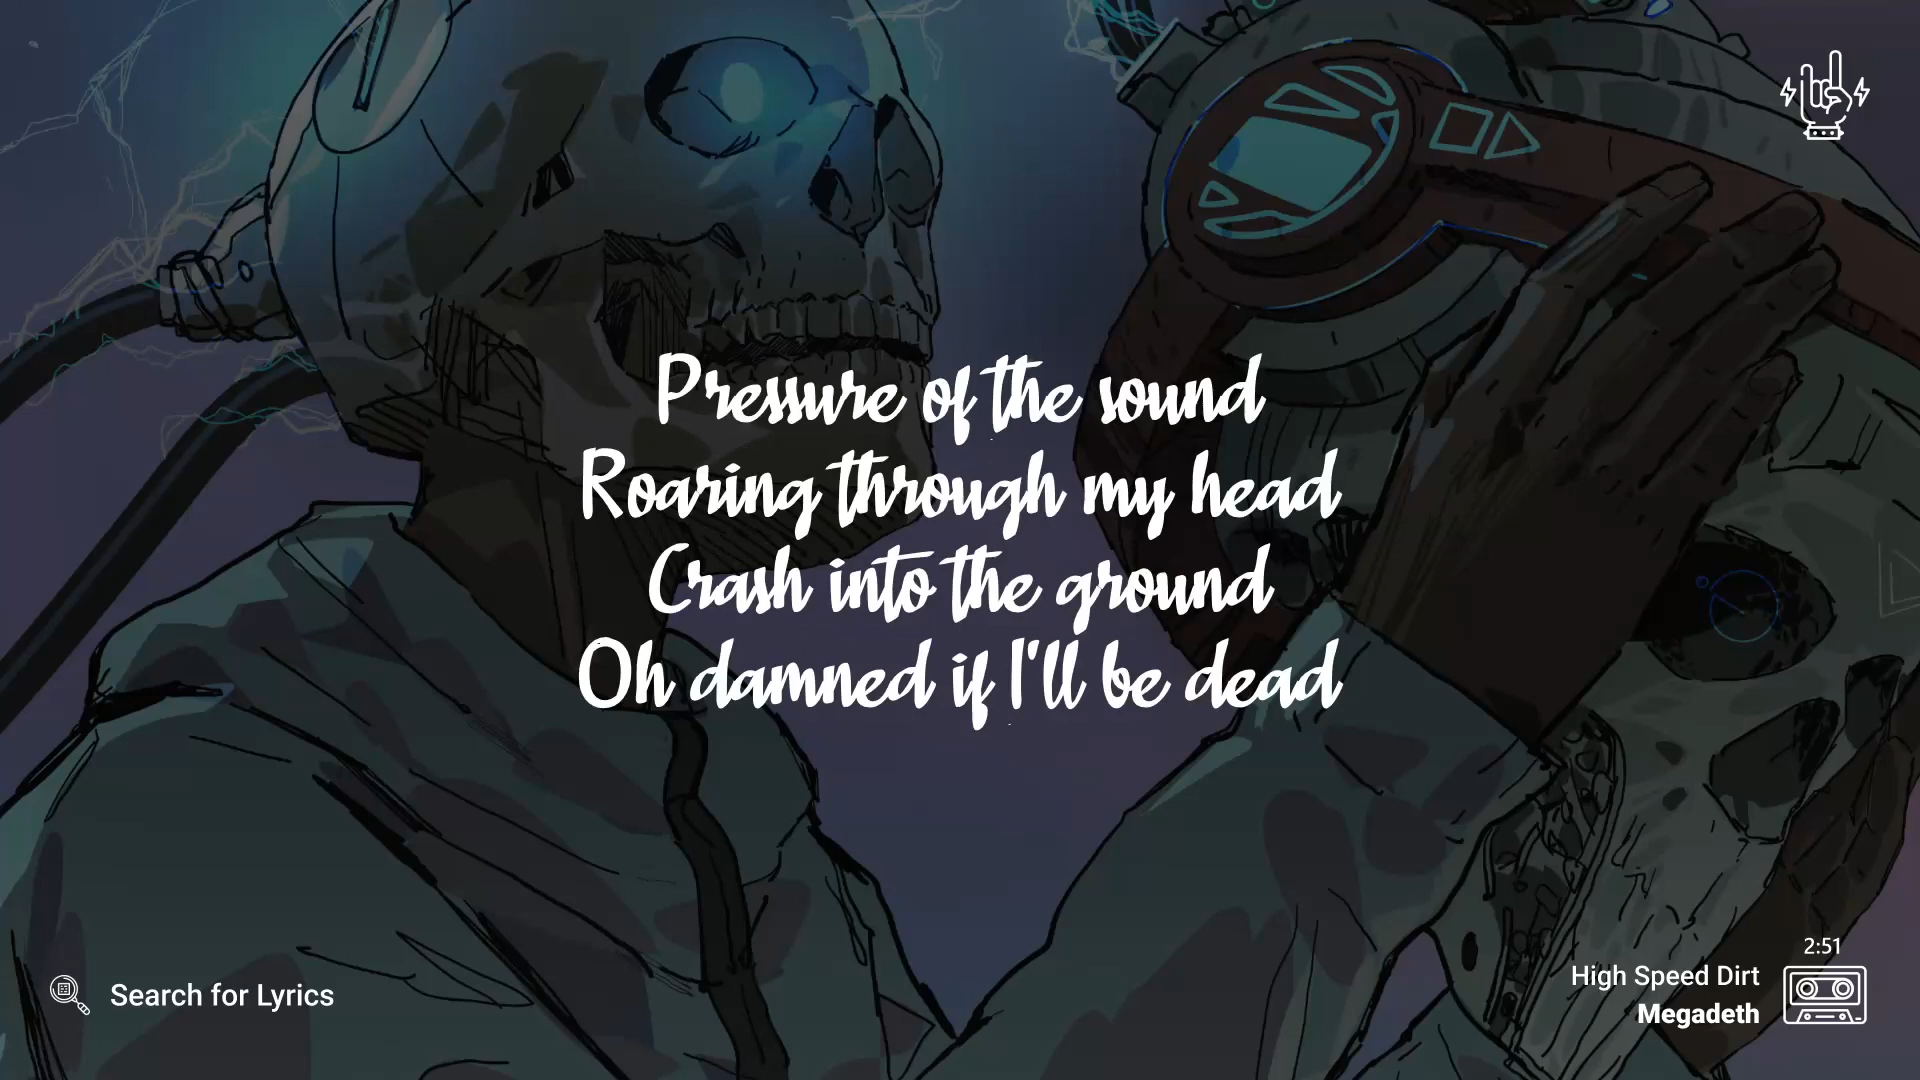 Pressure of the sound
Roaring through my head
Crash into the ground
Oh damned if I'll be dead
Search for Lyrics
2:51
High Speed Dirt
Megadeth